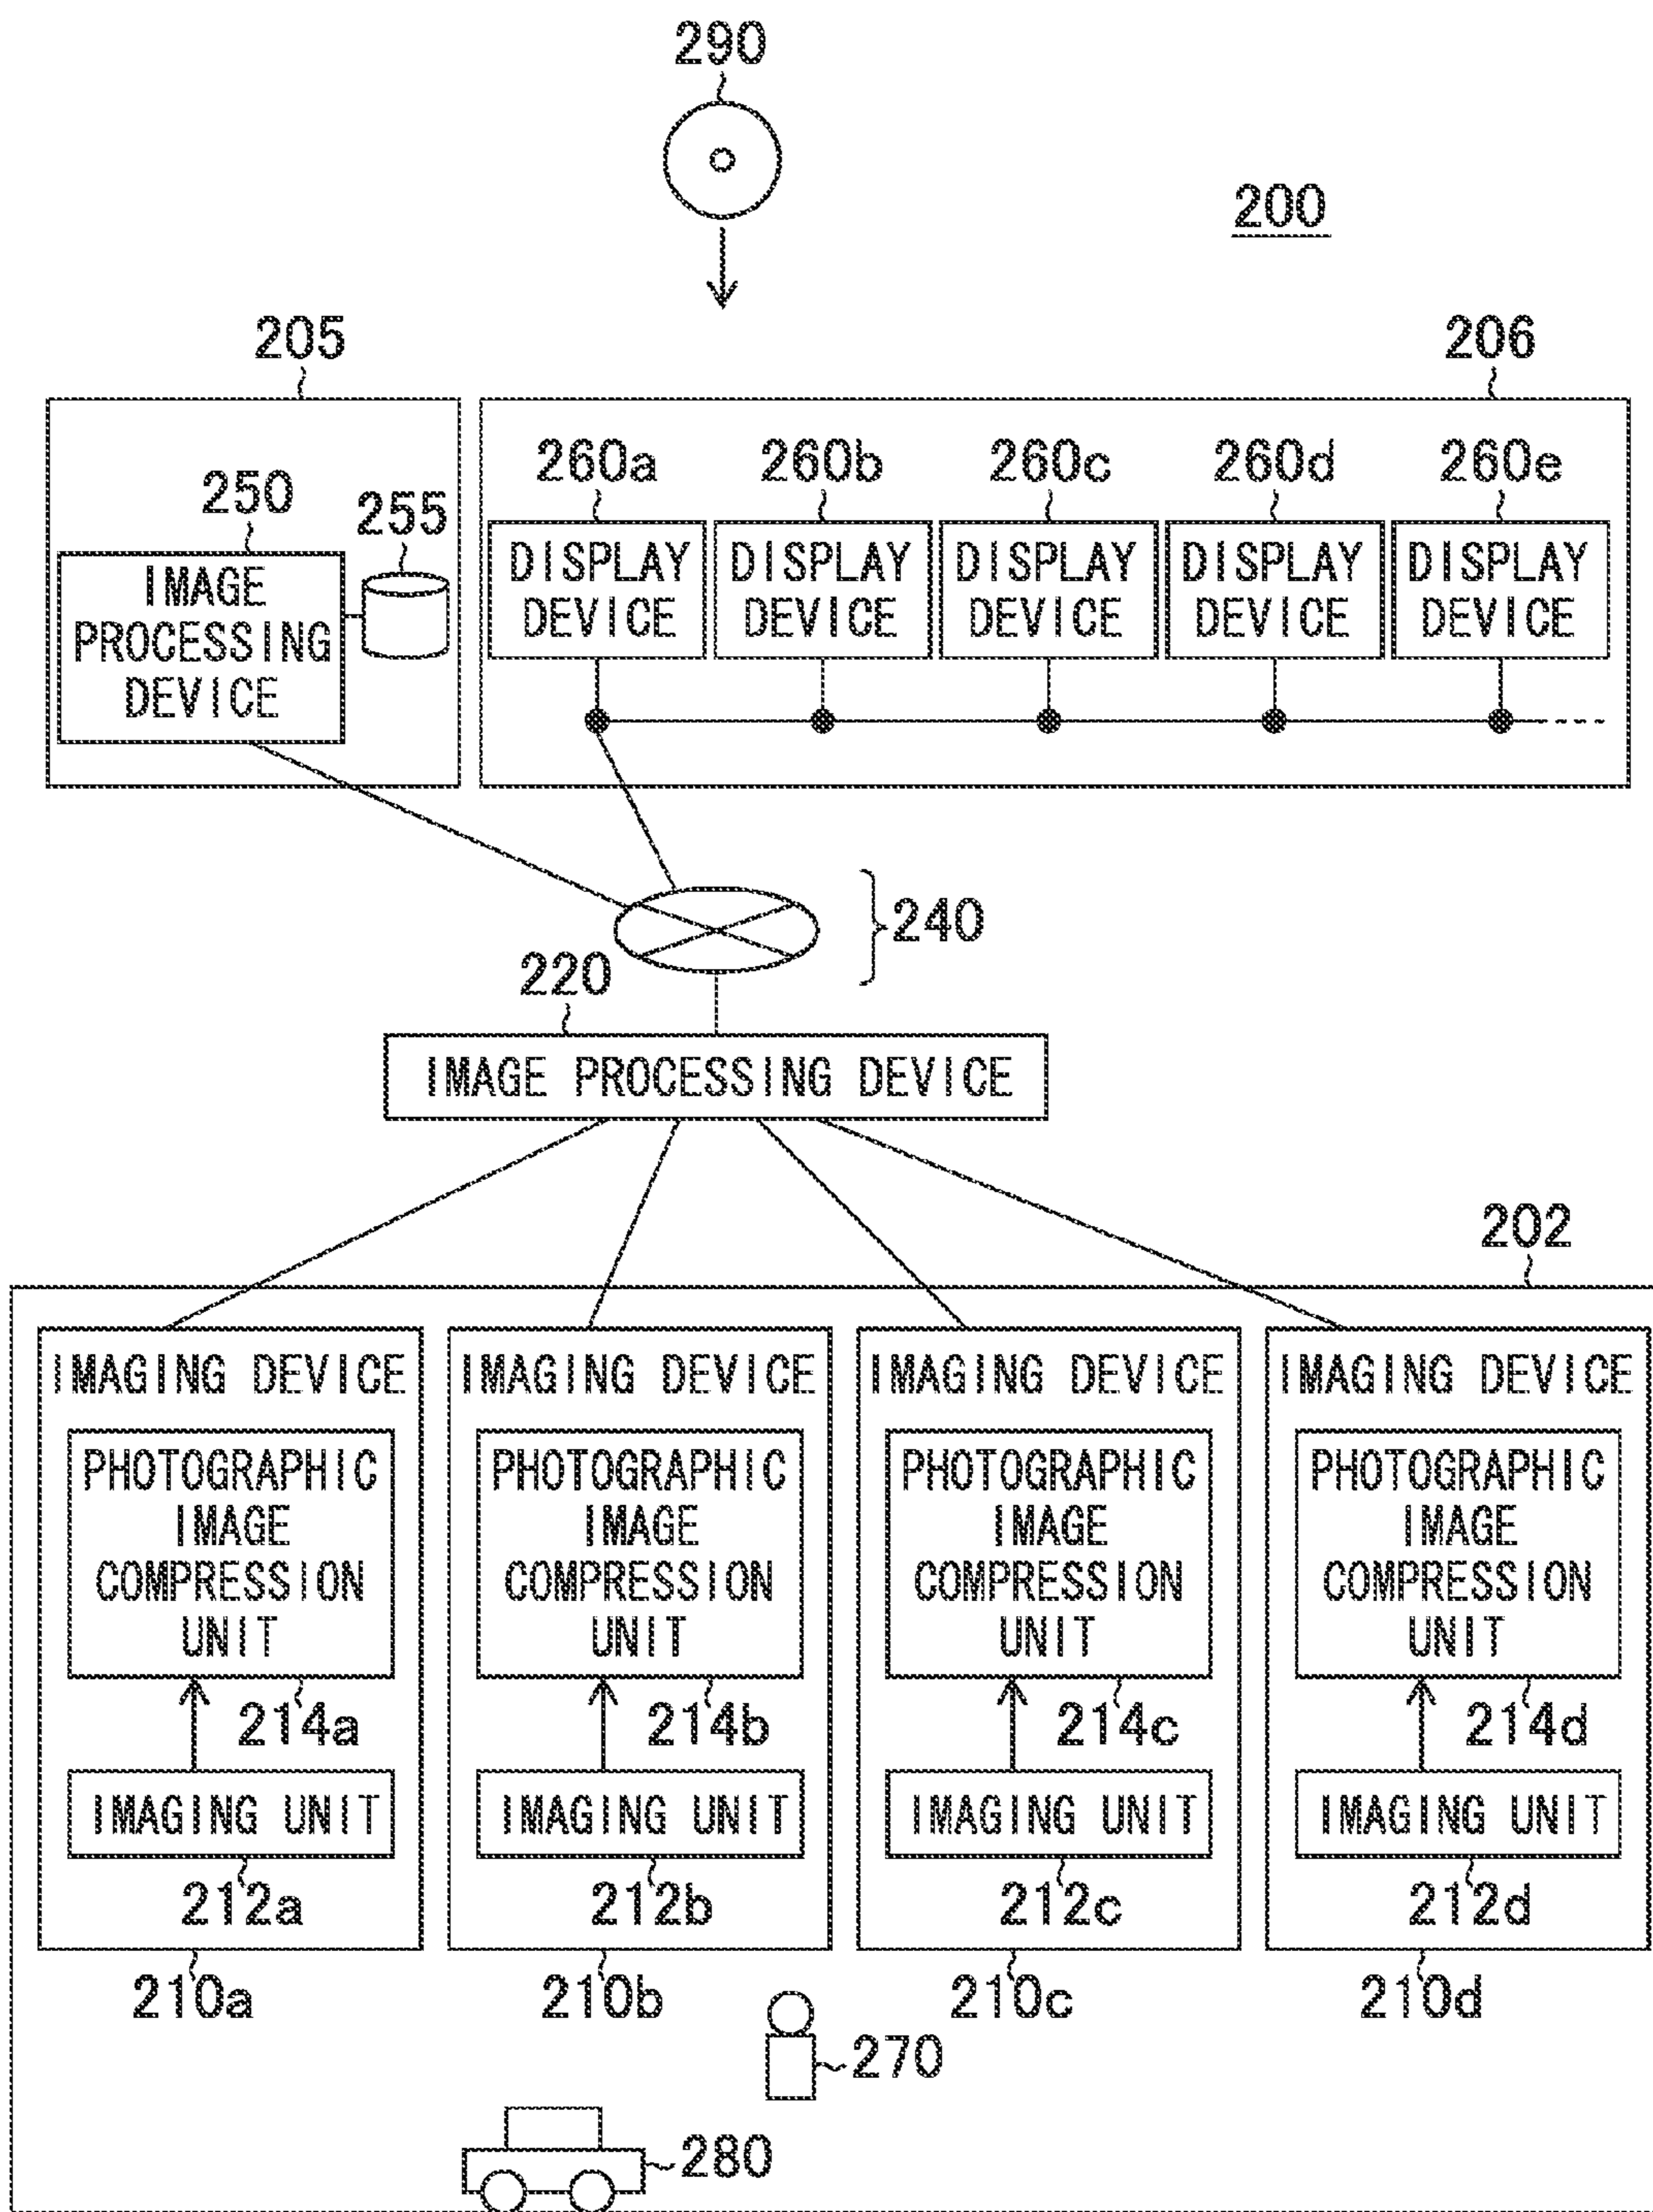 290
200
205
206
260a 260b 260c 260d 260e
250
255
DISPLAY DEVICE
DISPLAY DEVICE
DISPLAY DEVICE
DISPLAY DEVICE
DISPLAY DEVICE
IMAGE
PROCESSING
DEVICE
240
220
IMAGE PROCESSING DEVICE
202
IMAGING DEVICE
PHOTOGRAPHIC
IMAGE
COMPRESSION
UNIT
214a
IMAGING UNIT
212a
210a
IMAGING DEVICE
PHOTOGRAPHIC
IMAGE
COMPRESSION
UNIT
214b
IMAGING UNIT
212b
210b
IMAGING DEVICE
PHOTOGRAPHIC
IMAGE
COMPRESSION
UNIT
214c
IMAGING UNIT
212c
210c
IMAGING DEVICE
PHOTOGRAPHIC
IMAGE
COMPRESSION
UNIT
214d
IMAGING UNIT
212d
210d
270
280